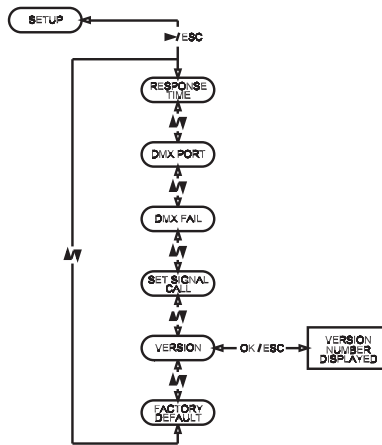 SETUP
►/ ESC
RESPONSE
TIME
DMX PORT
DMX FAIL
SET SIGNAL
CALL
VERSION
OK / ESC
VERSION
NUMBER
DISPLAYED
FACTORY
DEFAULT